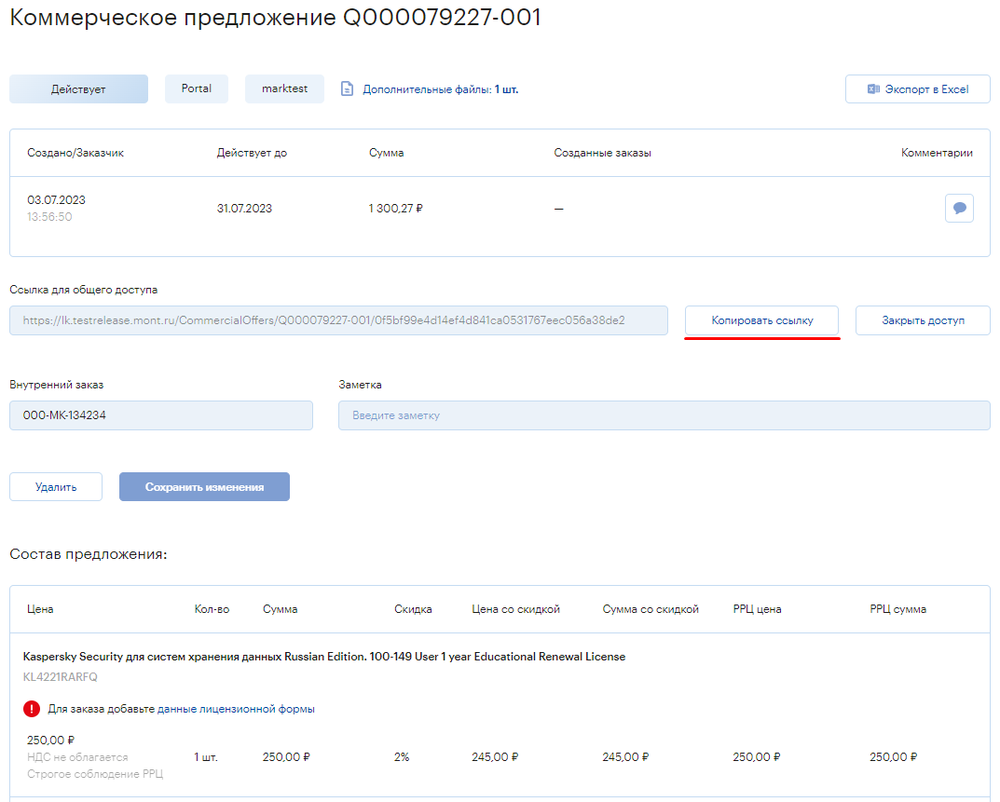 Коммерческое предложение Q000079227-001
Действует Portal marktest Дополнительные файлы: 1 шт. Экспорт в Excel
Создано/Заказчик Действует до Сумма Созданные заказы Комментарии
03.07.2023
13:56:50
31.07.2023 1 300,27 ₽ —
Ссылка для общего доступа
https://lk.testrelease.mont.ru/CommercialOffers/Q000079227-001/0f5bf99e4d14ef4d841ca0531767eec056a38de2 Копировать ссылку Закрыть доступ
Внутренний заказ Заметка
000-МК-134234 Введите заметку
Удалить Сохранить изменения
Состав предложения:
Цена Кол-во Сумма Скидка Цена со скидкой Сумма со скидкой РРЦ цена РРЦ сумма
Kaspersky Security для систем хранения данных Russian Edition. 100-149 User 1 year Educational Renewal License
KL4221RARFQ
! Для заказа добавьте данные лицензионной формы
250,00 ₽
НДС не облагается
Строгое соблюдение РРЦ
1 шт. 250,00 ₽ 2% 245,00 ₽ 245,00 ₽ 250,00 ₽ 250,00 ₽